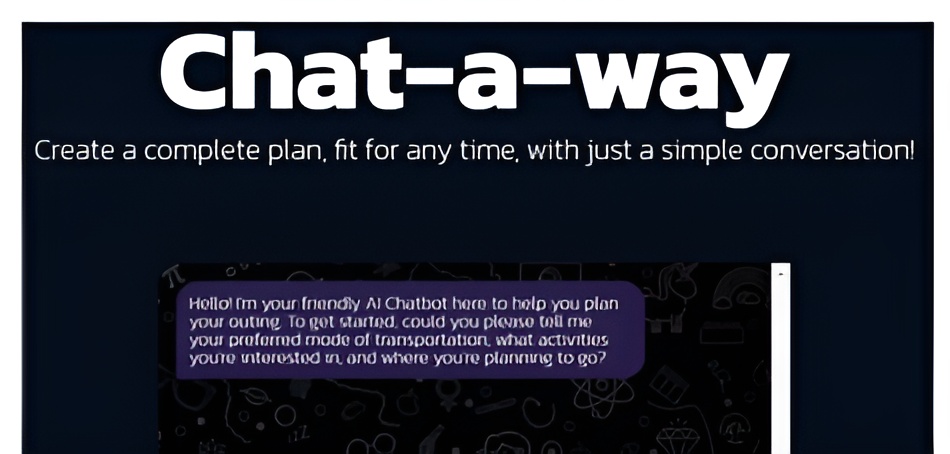 Chat-a-way
Create a complete plan, fit for any time, with just a simple conversation!
Hello! I'm your friendly AI Chatbot here to help you plan
your outing. To get started, could you please tell me
your preferred mode of transportation, what activities
you're interested in, and where you're planning to go?